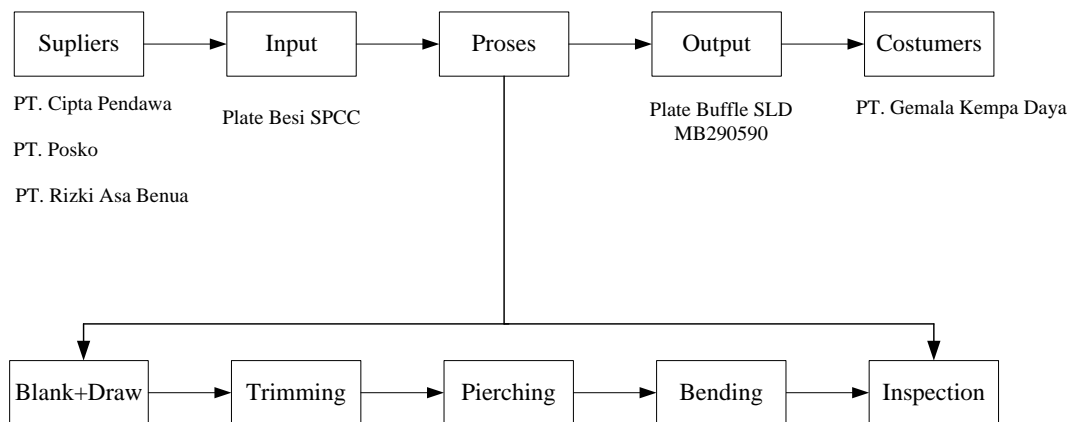 Supliers
Input
Proses
Output
Costumers
PT. Cipta Pendawa
PT. Posko
PT. Rizki Asa Benua
Plate Besi SPCC
Plate Buffle SLD
MB290590
PT. Gemala Kempa Daya
Blank+Draw
Trimming
Pierching
Bending
Inspection